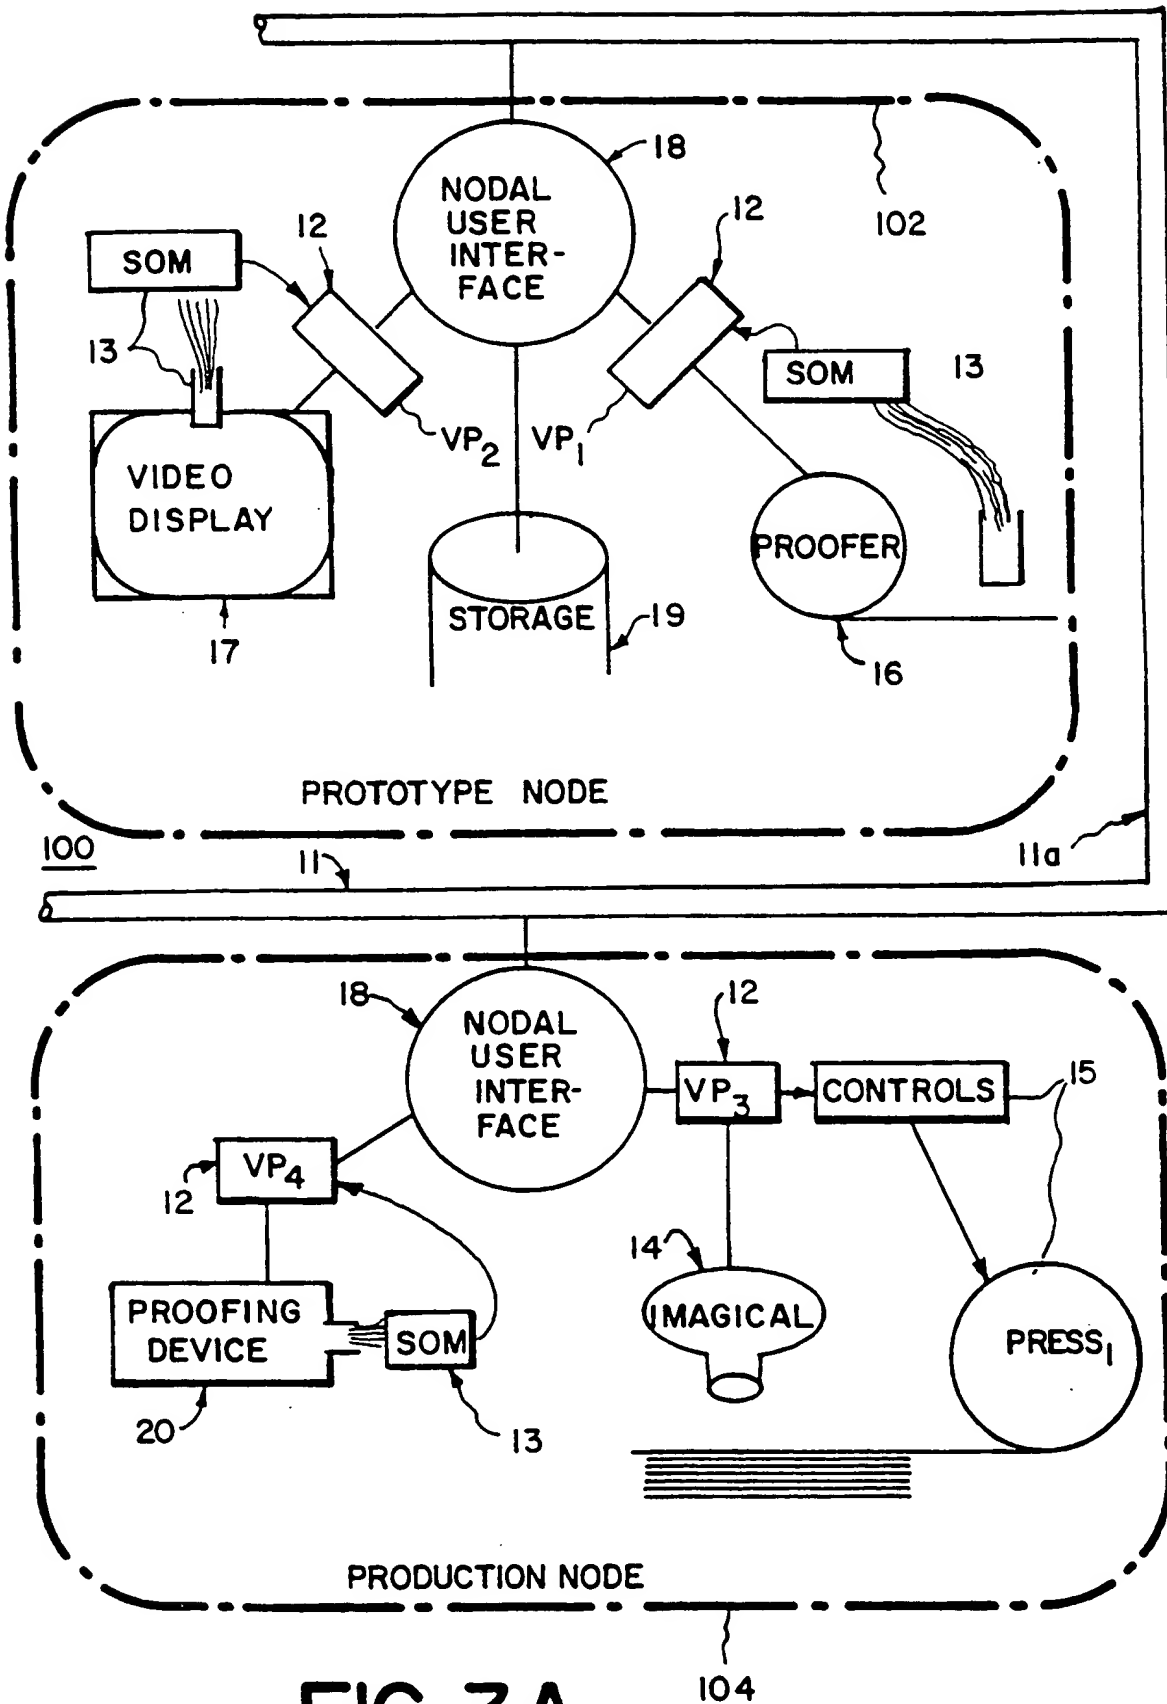 18
NODAL
USER
INTER-
FACE
12
12
102
SOM
13
SOM
13
VP2
VP1
VIDEO
DISPLAY
PROOFER
STORAGE
19
17
16
PROTOTYPE NODE
100
11
11a
18
NODAL
USER
INTER-
FACE
12
VP3
CONTROLS
15
VP4
12
14
IMAGICAL
PROOFING
DEVICE
SOM
PRESS1
20
13
PRODUCTION NODE
104